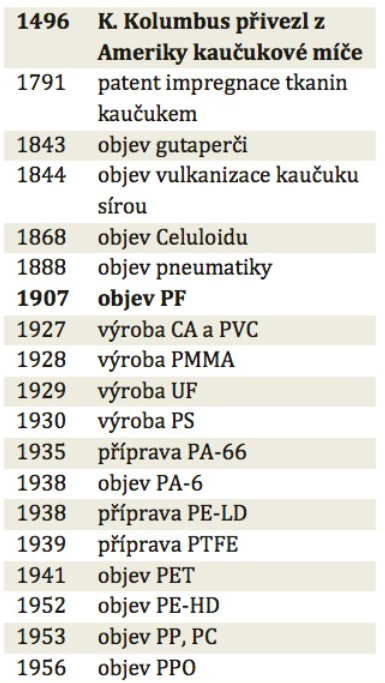 1496 K. Kolumbus přivezl z
Ameriky kaučukové míče
1791 patent impregnace tkanin
kaučukem
1843 objev gutaperči
1844 objev vulkanizace kaučuku
sírou
1868 objev Celuloidu
1888 objev pneumatiky
1907 objev PF
1927 výroba CA a PVC
1928 výroba PMMA
1929 výroba UF
1930 výroba PS
1935 příprava PA-66
1938 objev PA-6
1938 příprava PE-LD
1939 příprava PTFE
1941 objev PET
1952 objev PE-HD
1953 objev PP, PC
1956 objev PPO